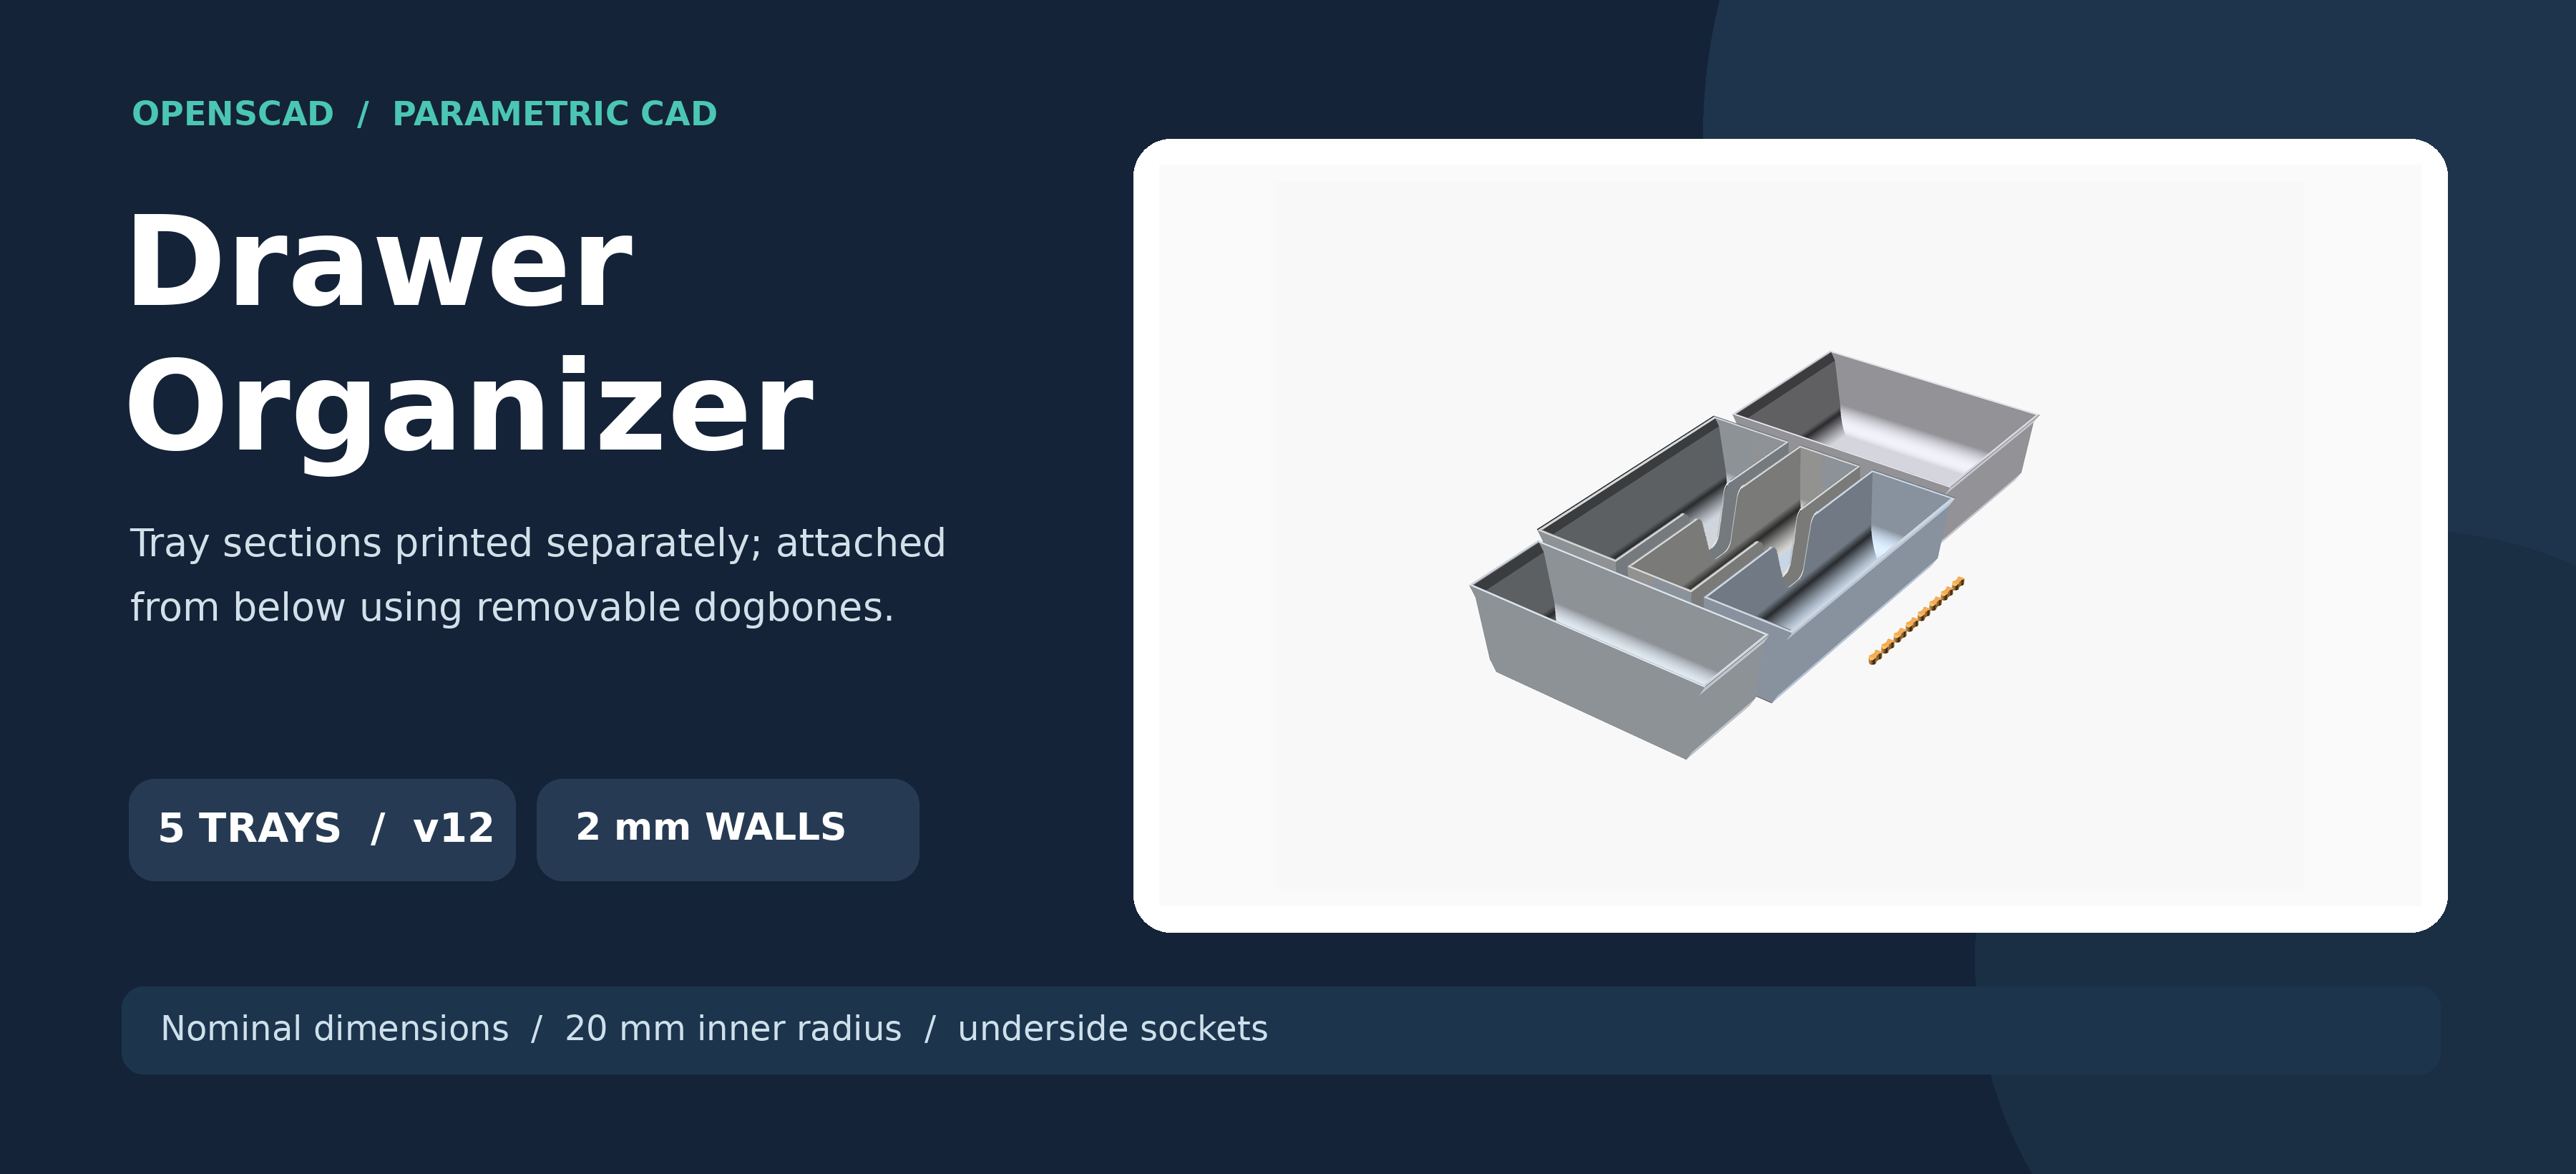 OPENSCAD / PARAMETRIC CAD
Drawer
Organizer
Tray sections printed separately; attached
from below using removable dogbones.
5 TRAYS / v12
2 mm WALLS
Nominal dimensions / 20 mm inner radius / underside sockets